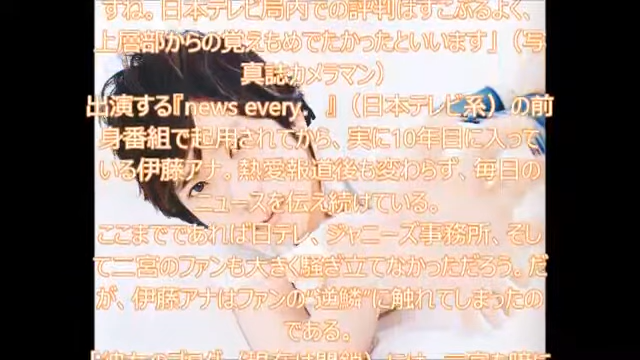 すね。日本テレビ局内での評判はすこぶるよく、
上層部からの覚えもめでたかったといいます」（写
真誌カメラマン）
出演する『news every．』（日本テレビ系）の前
身番組で起用されてから、実に10年目に入って
いる伊藤アナ。熱愛報道後も変わらず、毎日の
ニュースを伝え続けている。
ここまでであれば日テレ、ジャニーズ事務所、そし
て二宮のファンも大きく騒ぎ立てなかっただろう。だ
が、伊藤アナはファンの“逆鱗”に触れてしまったの
である。